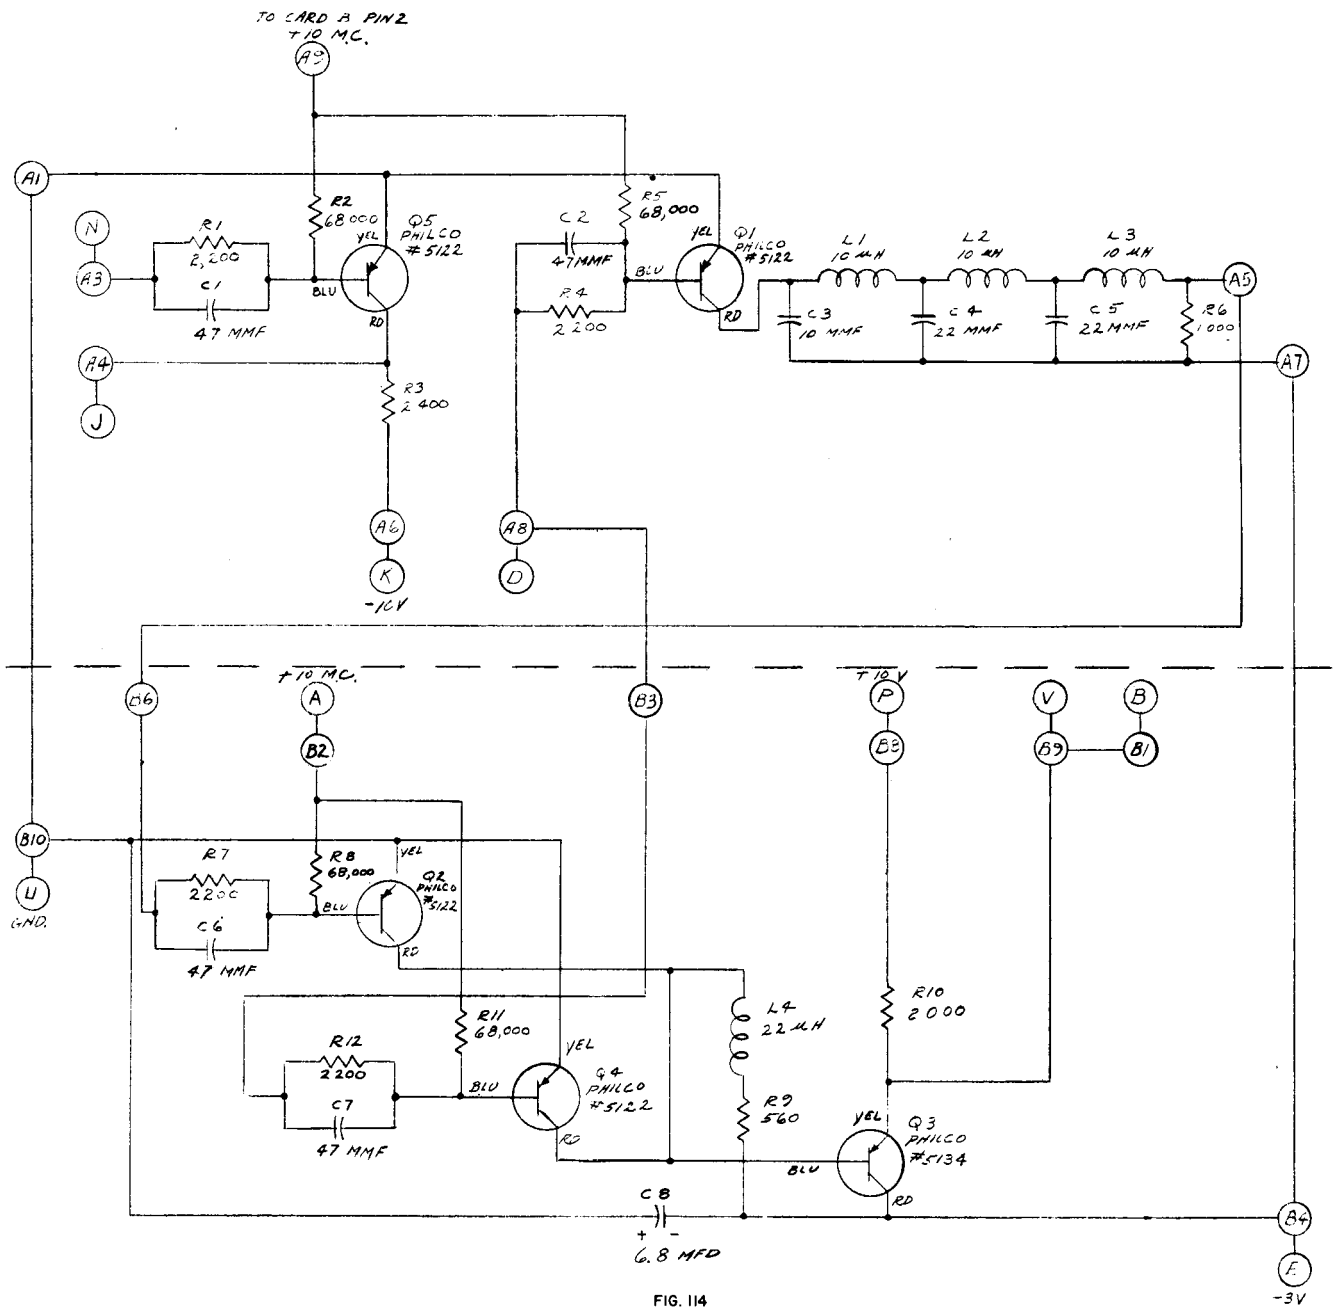 TO CARD B PIN 2
+10 M.C.
A9
A1
N
A3
R1
2,200
C1
47 MMF
R2
68000
YEL
Q5
PHILCO
#5122
BLU
RD
A4
J
R3
2400
A6
K
-10V
C2
47MMF
R4
2200
R5
68,000
YEL
Q1
PHILCO
#5122
BLU
RD
A8
D
L1
10 µH
L2
10 µH
L3
10 µH
C3
10 MMF
C4
22 MMF
C5
22 MMF
R6
1000
A5
A7
B6
+10 M.C.
A
B2
B3
+10 V
P
B8
V
B9
B
B1
B10
U
GND.
R7
2200
C6
47 MMF
R8
68,000
YEL
Q2
PHILCO
#5122
BLU
RD
R11
68,000
R12
2200
C7
47 MMF
YEL
Q4
PHILCO
#5122
BLU
RD
L4
22 µH
R9
560
R10
2000
YEL
Q3
PHILCO
#5134
BLU
RD
C8
+ -
6.8 MFD
B4
E
-3V
FIG. 114